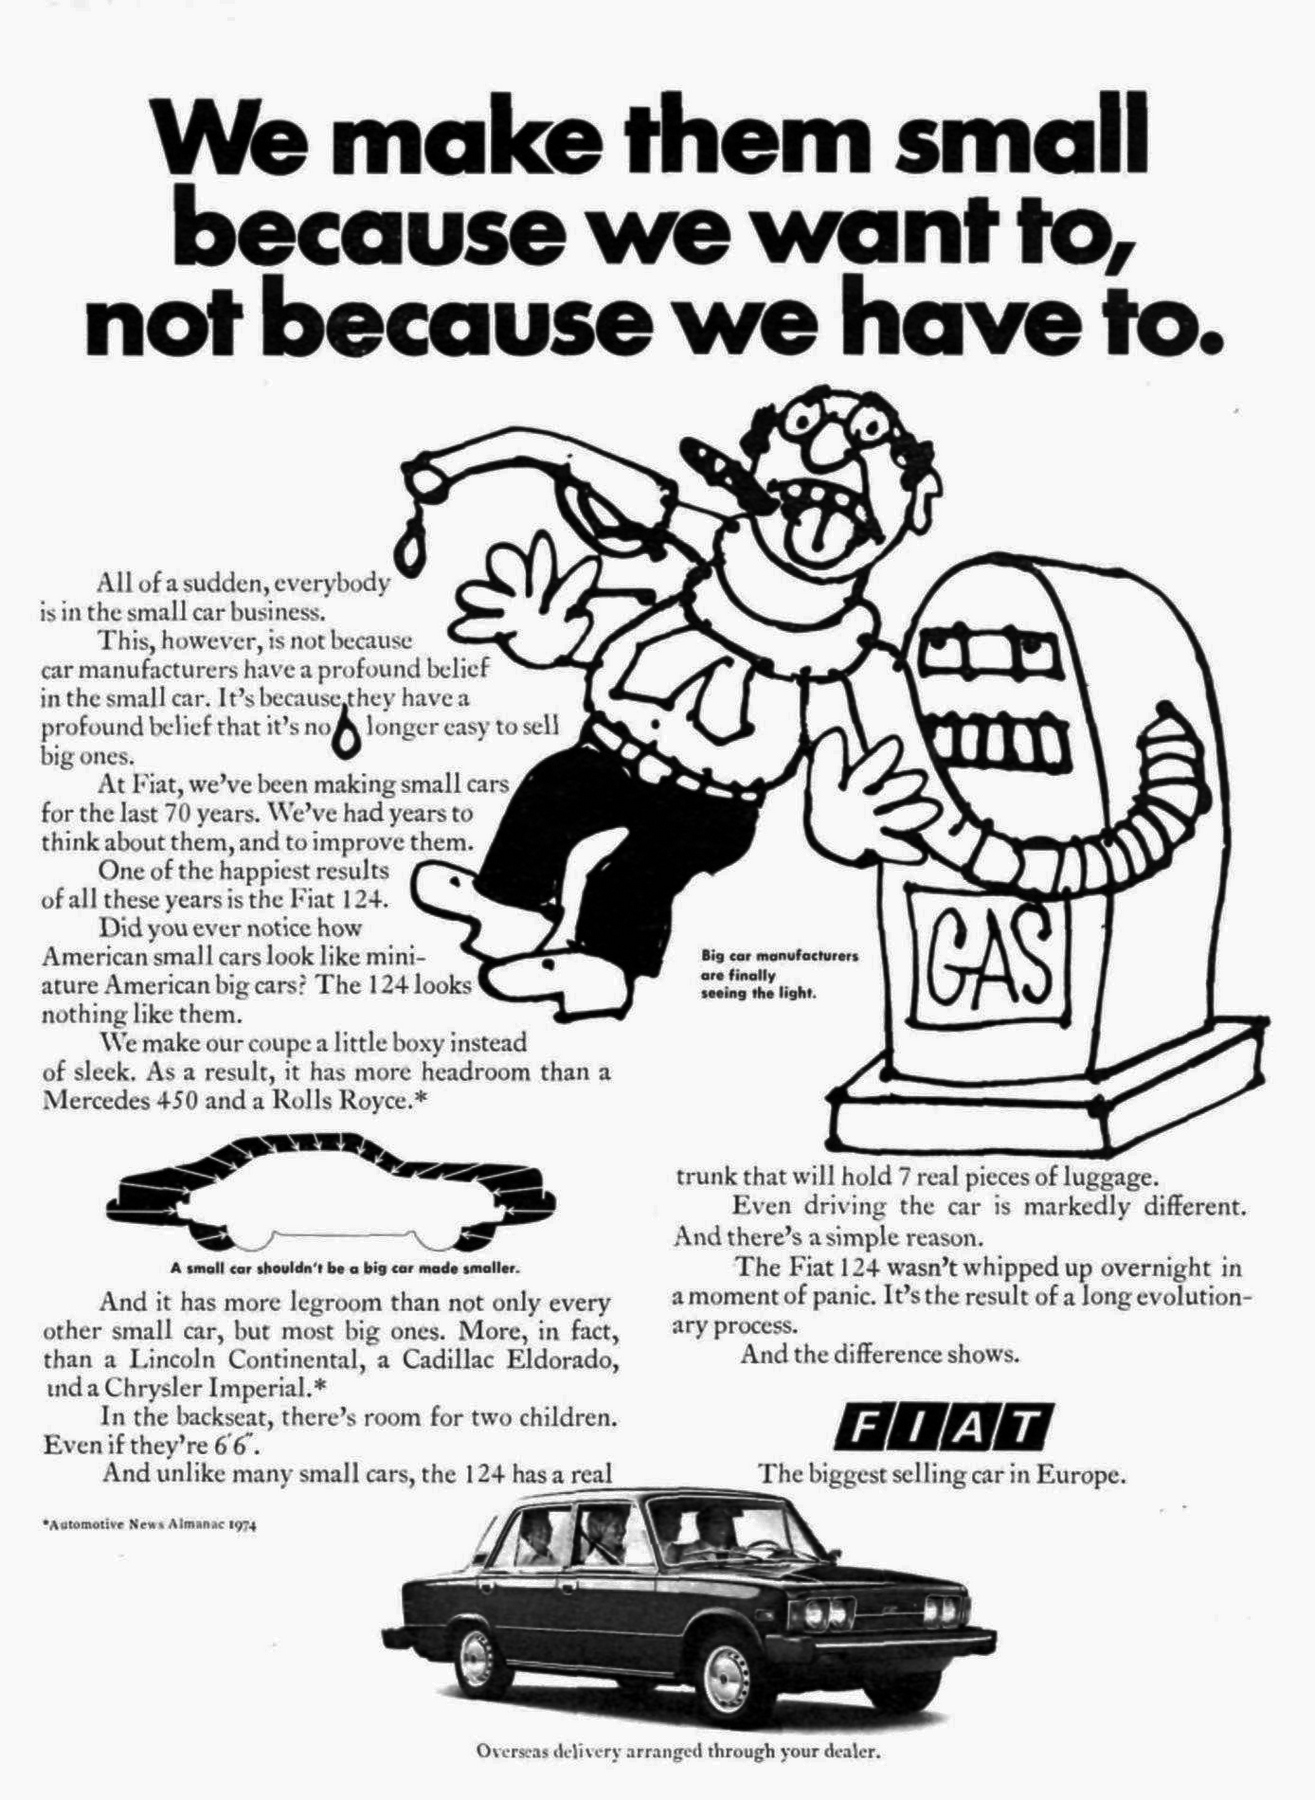 We make them small
because we want to,
not because we have to.
All of a sudden, everybody
is in the small car business.
This, however, is not because
car manufacturers have a profound belief
in the small car. It's because they have a
profound belief that it's no longer easy to sell
big ones.
At Fiat, we've been making small cars
for the last 70 years. We've had years to
think about them, and to improve them.
One of the happiest results
of all these years is the Fiat 124.
Did you ever notice how
American small cars look like mini-
ature American big cars? The 124 looks
nothing like them.
We make our coupe a little boxy instead
of sleek. As a result, it has more headroom than a
Mercedes 450 and a Rolls Royce.*
A small car shouldn't be a big car made smaller.
And it has more legroom than not only every
other small car, but most big ones. More, in fact,
than a Lincoln Continental, a Cadillac Eldorado,
and a Chrysler Imperial.*
In the backseat, there's room for two children.
Even if they're 6'6".
And unlike many small cars, the 124 has a real
*Automotive News Almanac 1974
GAS
Big car manufacturers
are finally
seeing the light.
trunk that will hold 7 real pieces of luggage.
Even driving the car is markedly different.
And there's a simple reason.
The Fiat 124 wasn't whipped up overnight in
a moment of panic. It's the result of a long evolution-
ary process.
And the difference shows.
FIAT
The biggest selling car in Europe.
Overseas delivery arranged through your dealer.